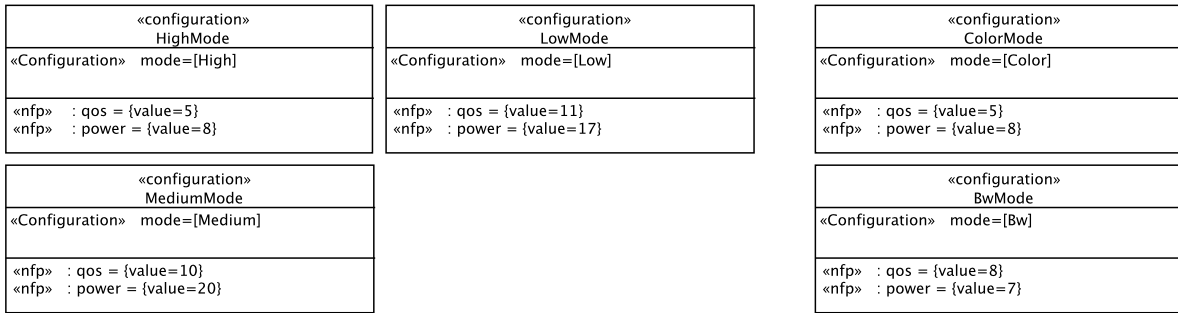 «configuration»
HighMode
«Configuration» mode=[High]
«nfp» : qos = {value=5}
«nfp» : power = {value=8}
«configuration»
LowMode
«Configuration» mode=[Low]
«nfp» : qos = {value=11}
«nfp» : power = {value=17}
«configuration»
ColorMode
«Configuration» mode=[Color]
«nfp» : qos = {value=5}
«nfp» : power = {value=8}
«configuration»
MediumMode
«Configuration» mode=[Medium]
«nfp» : qos = {value=10}
«nfp» : power = {value=20}
«configuration»
BwMode
«Configuration» mode=[Bw]
«nfp» : qos = {value=8}
«nfp» : power = {value=7}